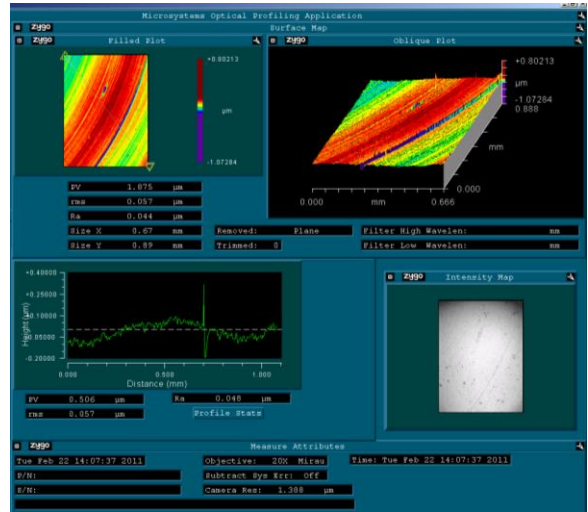 Microsystems Optical Profiling Application
zygo Surface Map
zygo Filled Plot
+0.80213
μm
-1.07284
PV 1.875 μm
rms 0.057 μm
Ra 0.044 μm
Size X 0.67 mm
Size Y 0.89 mm
zygo Oblique Plot
+0.80213
μm
-1.07284
0.888
mm
0.000
0.000 mm 0.666
Removed: Plane
Trimmed: 0
Filter High Wavelen: mm
Filter Low Wavelen: mm
+0.40000
+0.25000
+0.10000
-0.05000
-0.20000
Height (μm)
0.000 0.500 1.000
Distance (mm)
PV 0.506 μm
rms 0.057 μm
Ra 0.048 μm
Profile Stats
zygo Intensity Map
zygo Measure Attributes
Tue Feb 22 14:07:37 2011
P/N:
S/N:
Objective: 20X Mirau
Subtract Sys Err: Off
Camera Res: 1.388 μm
Time: Tue Feb 22 14:07:37 2011